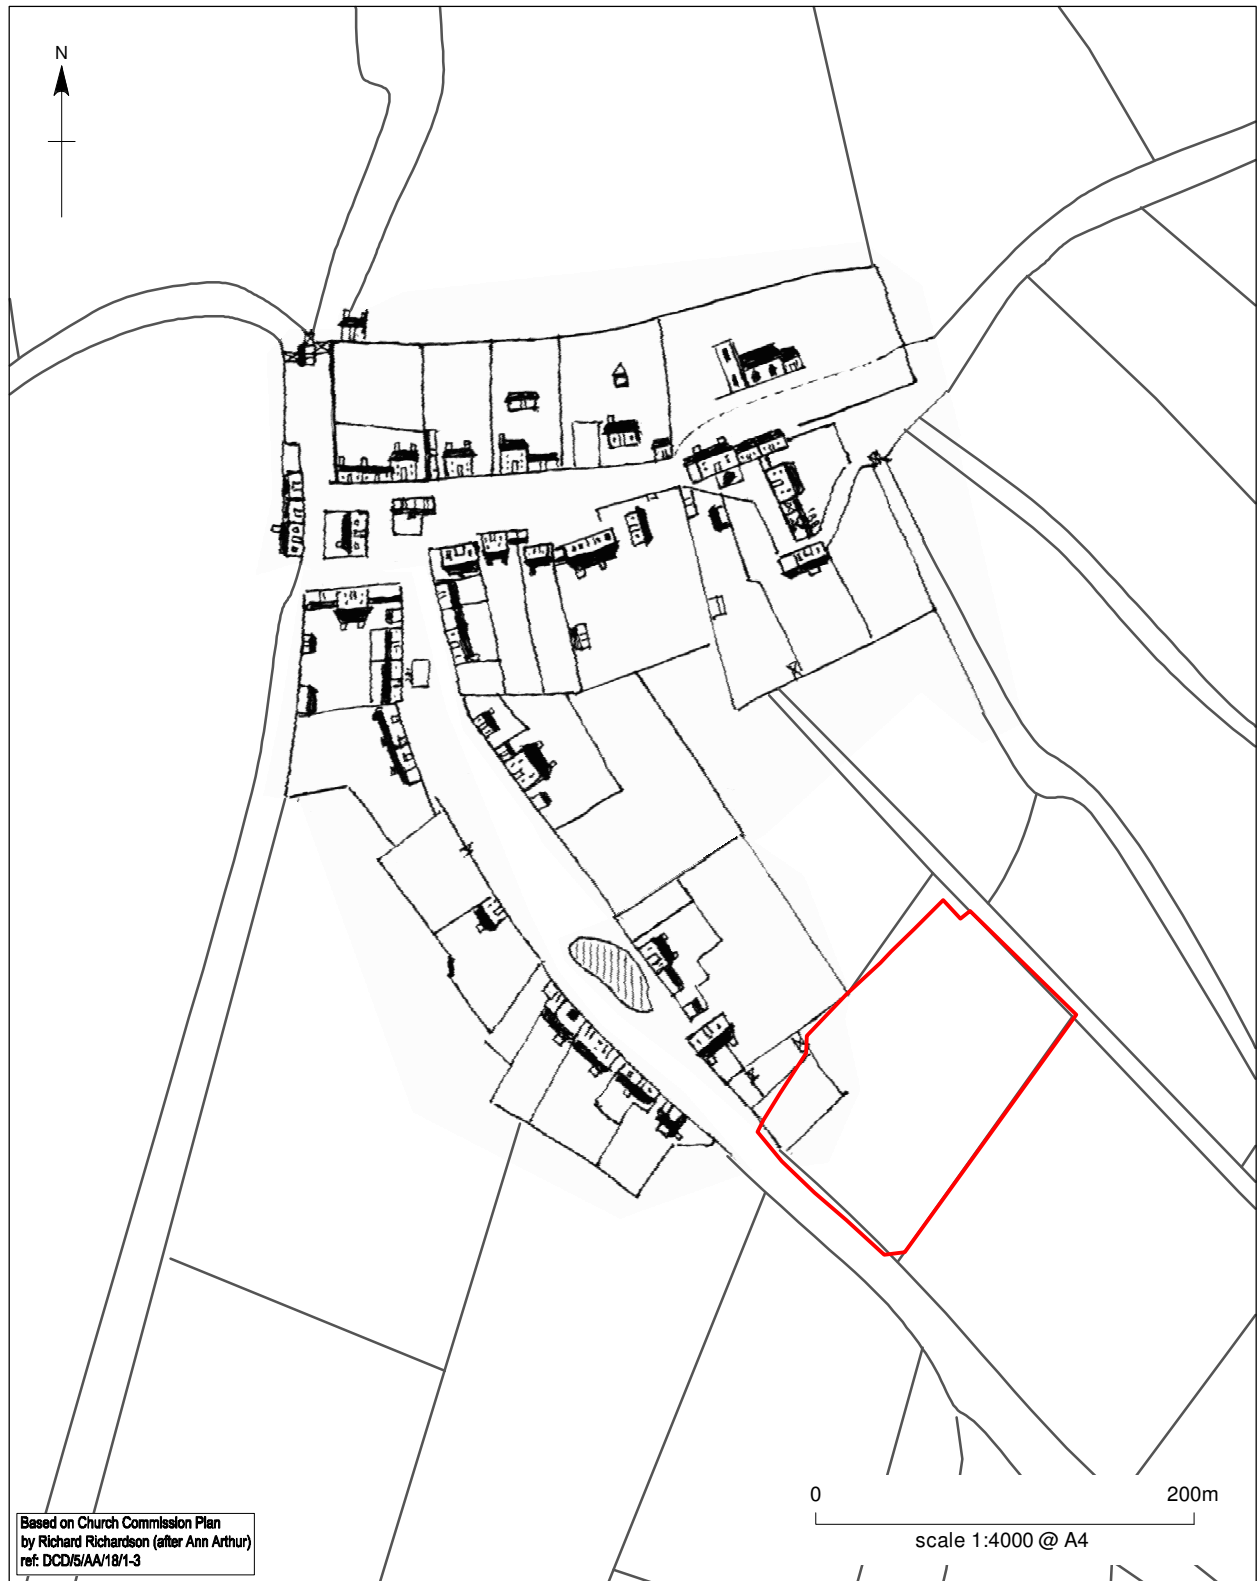 N
0 200m
scale 1:4000 @ A4
Based on Church Commission Plan
by Richard Richardson (after Ann Arthur)
ref: DCD/5/AA/18/1-3